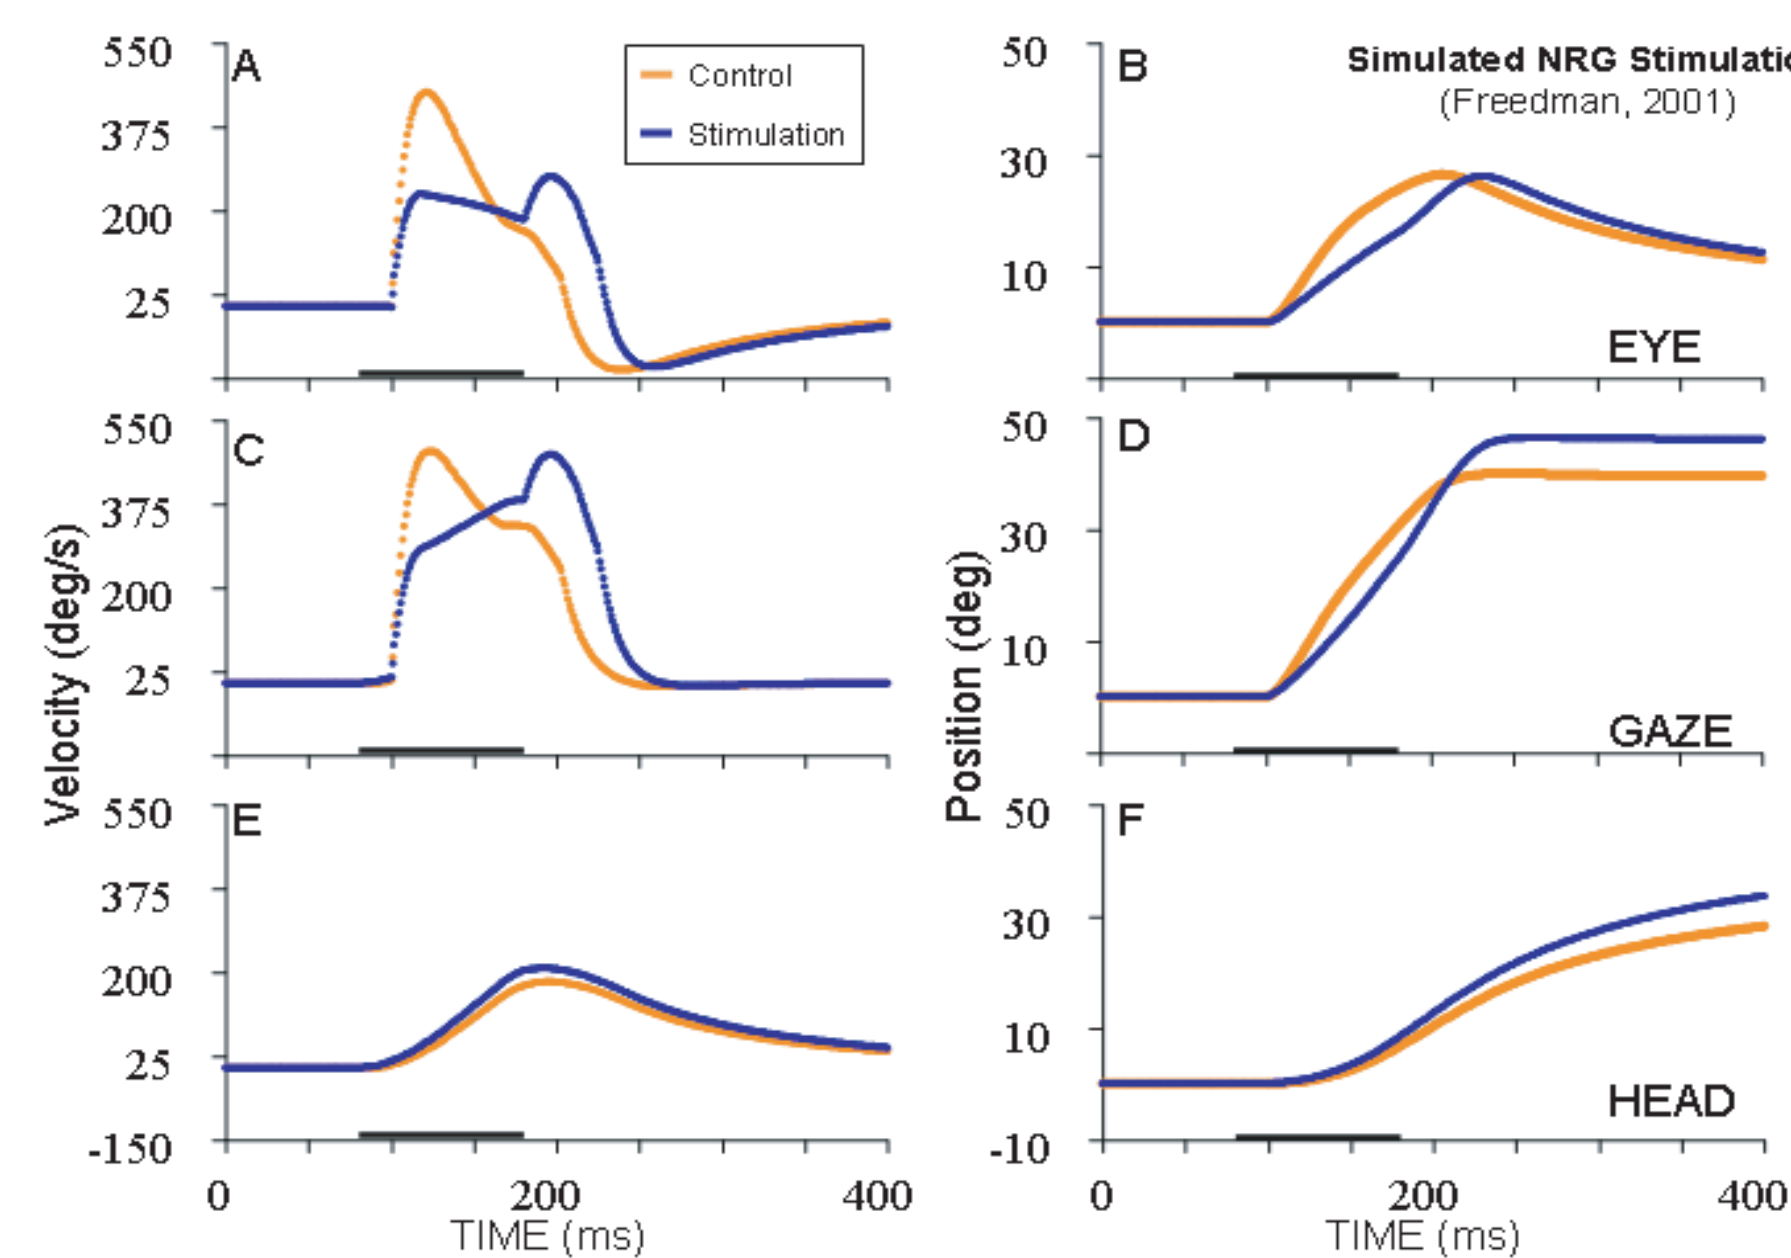 A
550
375
200
25
Control
Stimulation
B
50
30
10
Simulated NRG Stimulatio
(Freedman, 2001)
EYE
C
550
375
200
25
D
50
30
10
GAZE
Velocity (deg/s)
Position (deg)
E
550
375
200
25
-150
0 200 400
TIME (ms)
F
50
30
10
-10
HEAD
0 200 400
TIME (ms)